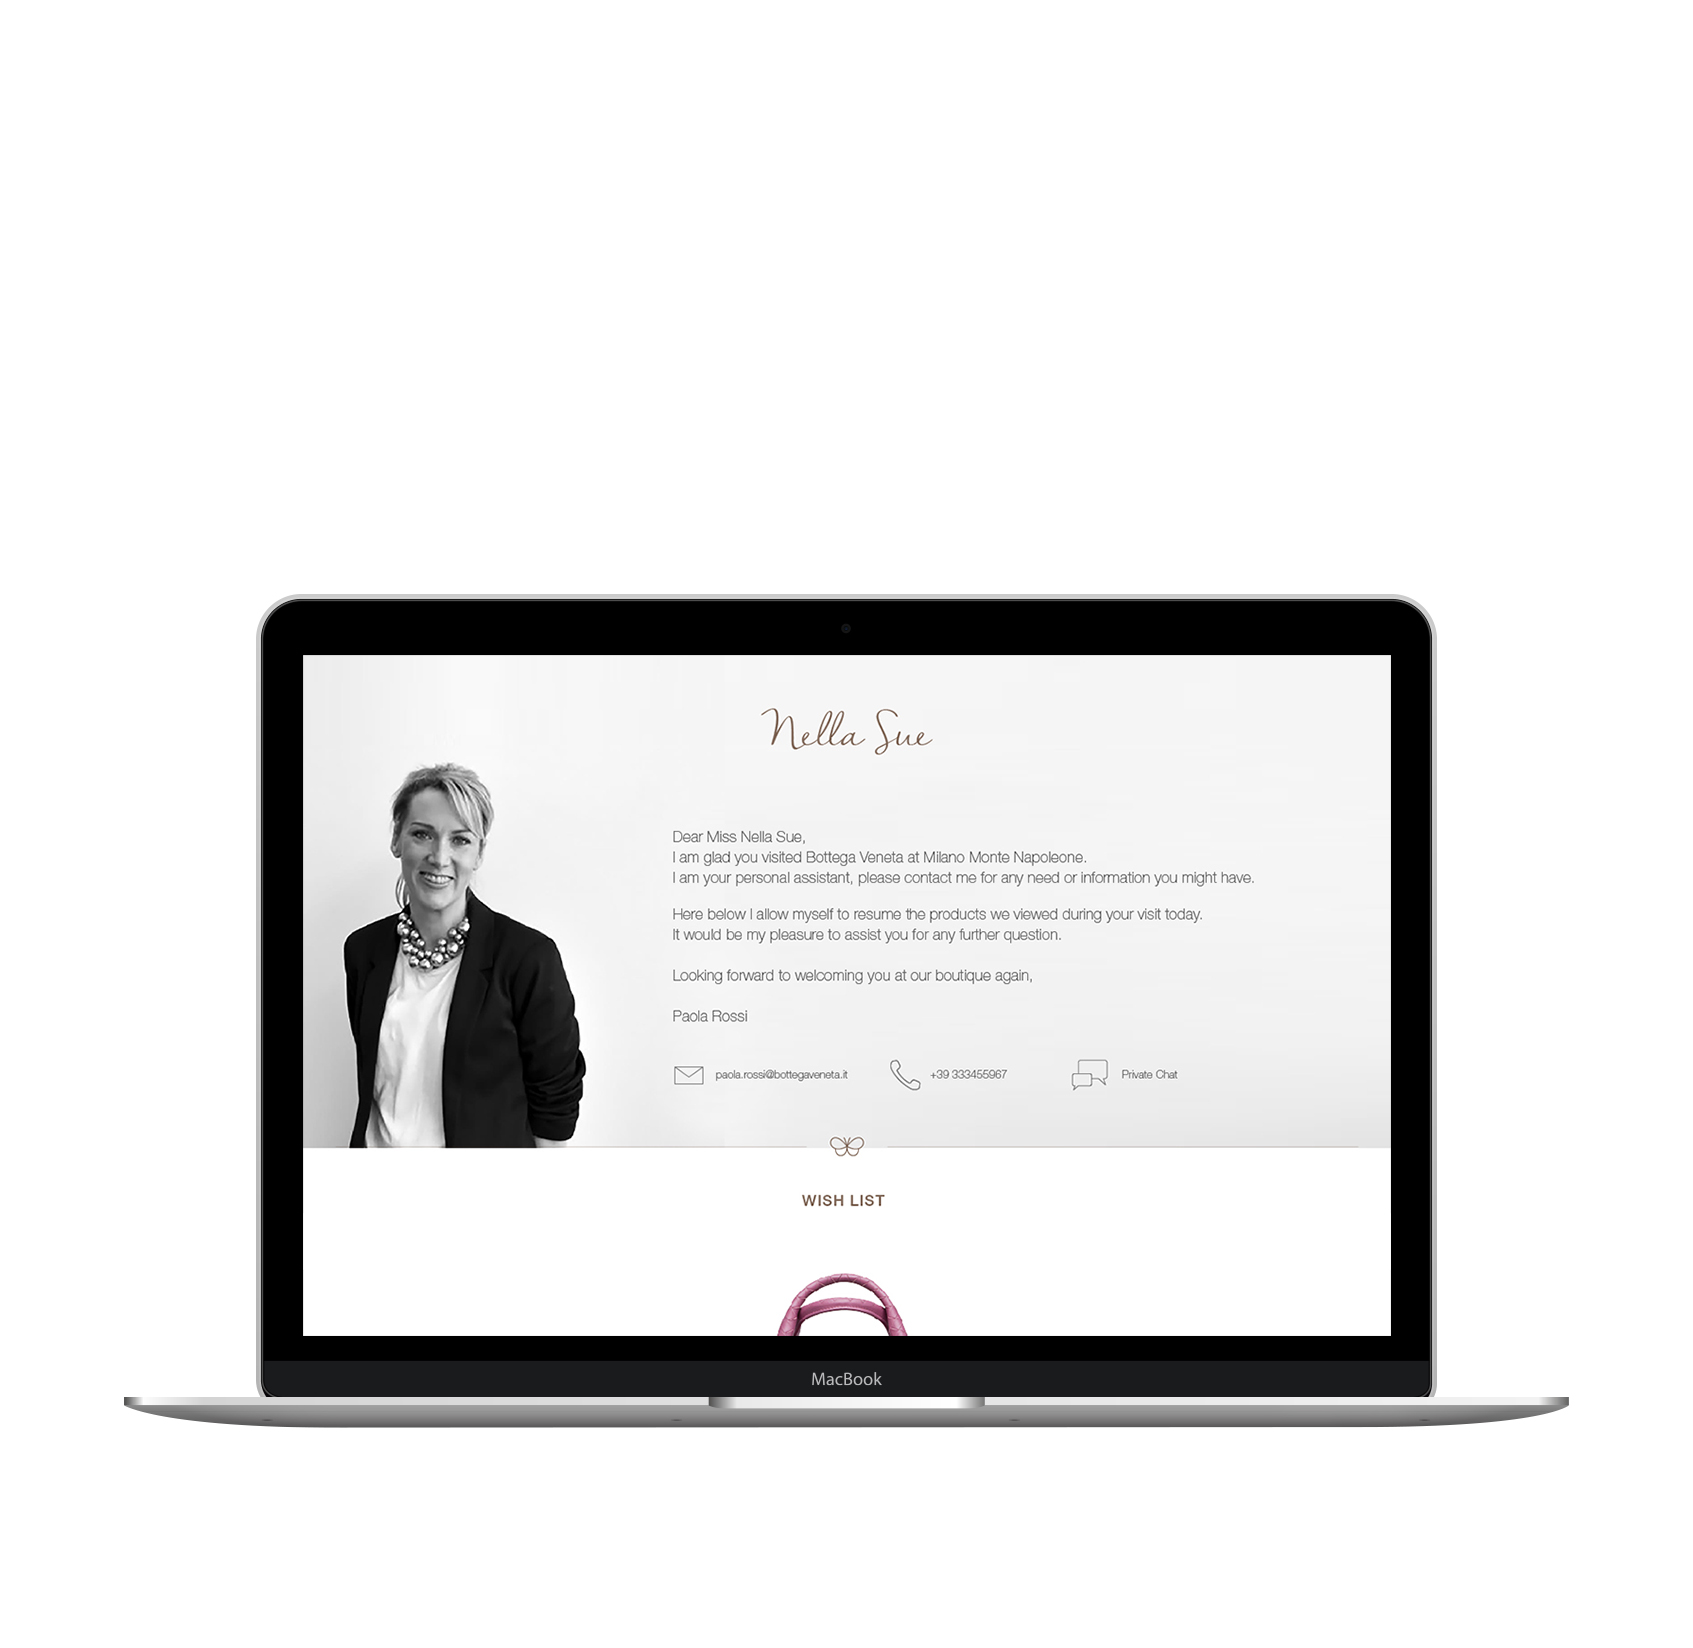 Nella Sue
Dear Miss Nella Sue,
I am glad you visited Bottega Veneta at Milano Monte Napoleone.
I am your personal assistant, please contact me for any need or information you might have.
Here below I allow myself to resume the products we viewed during your visit today.
It would be my pleasure to assist you for any further question.
Looking forward to welcoming you at our boutique again,
Paola Rossi
paola.rossi@bottegaveneta.it +39 333455967 Private Chat
WISH LIST
MacBook